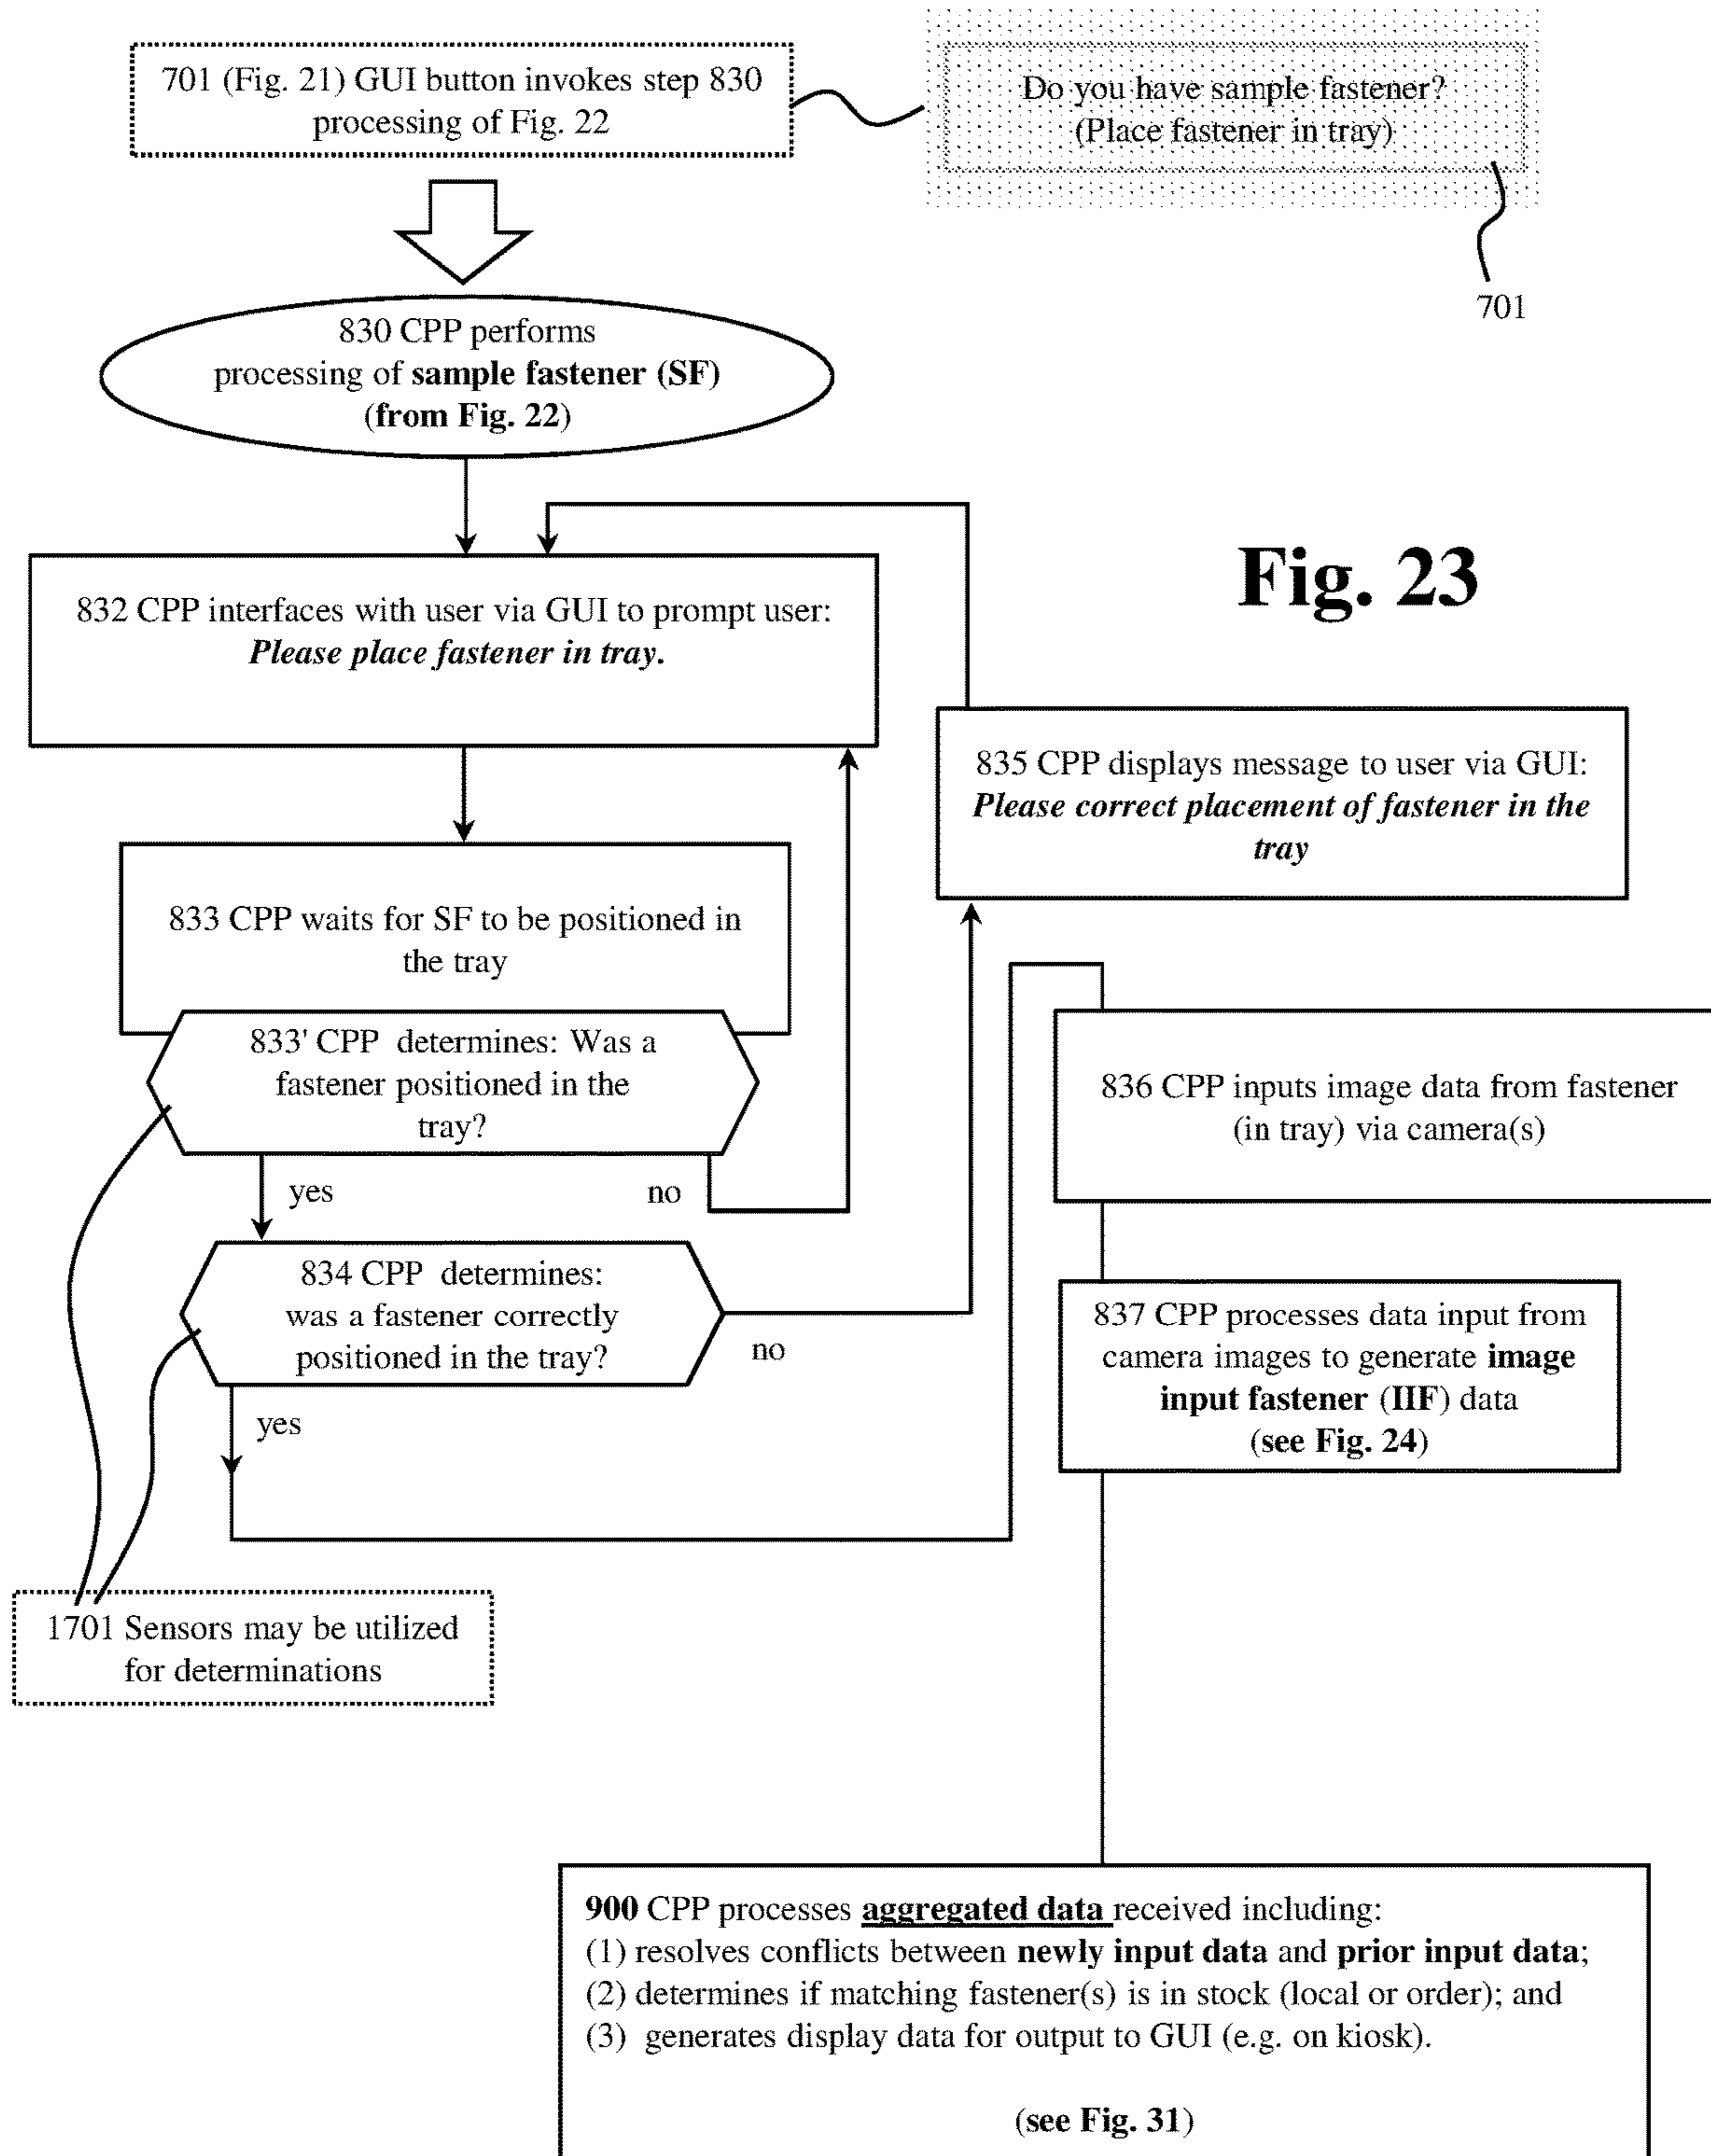 701 (Fig. 21) GUI button invokes step 830
processing of Fig. 22
Do you have sample fastener?
(Place fastener in tray)
701
830 CPP performs
processing of sample fastener (SF)
(from Fig. 22)
Fig. 23
832 CPP interfaces with user via GUI to prompt user:
Please place fastener in tray.
835 CPP displays message to user via GUI:
Please correct placement of fastener in the
tray
833 CPP waits for SF to be positioned in
the tray
833' CPP determines: Was a
fastener positioned in the
tray?
yes
no
836 CPP inputs image data from fastener
(in tray) via camera(s)
834 CPP determines:
was a fastener correctly
positioned in the tray?
no
yes
837 CPP processes data input from
camera images to generate image
input fastener (IIF) data
(see Fig. 24)
1701 Sensors may be utilized
for determinations
900 CPP processes aggregated data received including:
(1) resolves conflicts between newly input data and prior input data;
(2) determines if matching fastener(s) is in stock (local or order); and
(3) generates display data for output to GUI (e.g. on kiosk).
(see Fig. 31)